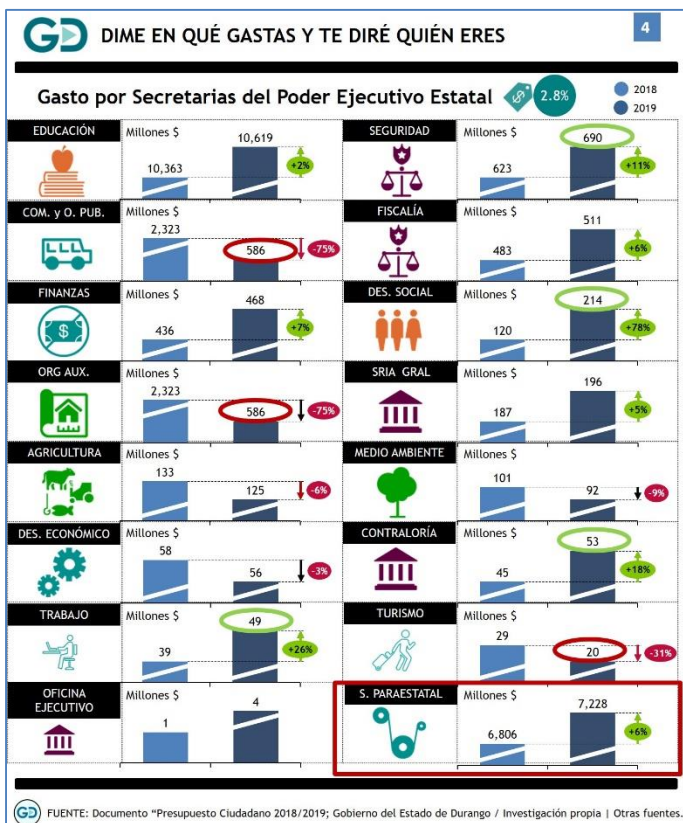 GD DIME EN QUÉ GASTAS Y TE DIRÉ QUIÉN ERES 4
Gasto por Secretarias del Poder Ejecutivo Estatal $ 2.8%
2018
2019
EDUCACIÓN
Millones $
10,363
10,619
+2%
SEGURIDAD
Millones $
623
690
+11%
COM. y O. PUB.
Millones $
2,323
586
-75%
FISCALÍA
Millones $
483
511
+6%
FINANZAS
$
Millones $
436
468
+7%
DES. SOCIAL
Millones $
120
214
+78%
ORG AUX.
Millones $
2,323
586
-75%
SRIA GRAL
Millones $
187
196
+5%
AGRICULTURA
Millones $
133
125
-6%
MEDIO AMBIENTE
Millones $
101
92
-9%
DES. ECONÓMICO
Millones $
58
56
-3%
CONTRALORÍA
Millones $
45
53
+18%
TRABAJO
Millones $
39
49
+26%
TURISMO
Millones $
29
20
-31%
OFICINA
EJECUTIVO
Millones $
1
4
S. PARAESTATAL
Millones $
6,806
7,228
+6%
GD FUENTE: Documento “Presupuesto Ciudadano 2018/2019; Gobierno del Estado de Durango / Investigación propia | Otras fuentes.